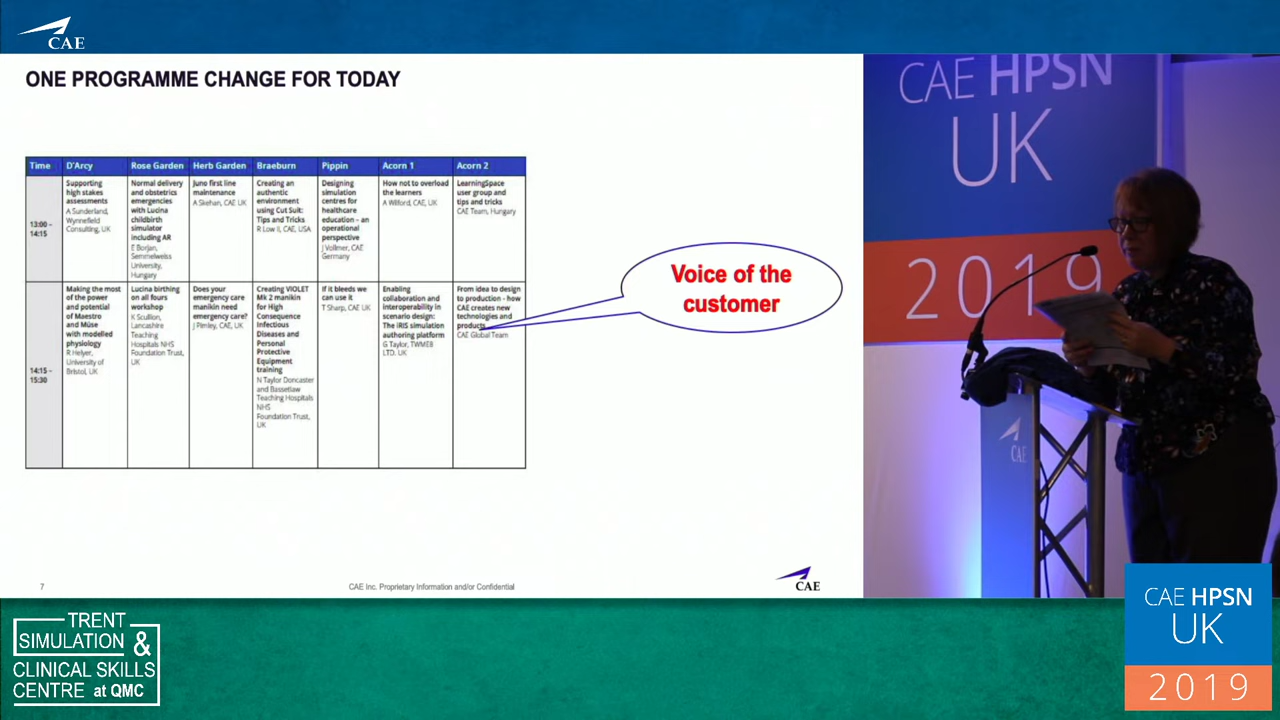 CAE
ONE PROGRAMME CHANGE FOR TODAY
Time
D'Arcy
Rose Garden
Herb Garden
Braeburn
Pippin
Acorn 1
Acorn 2
13:00 –
14:15
Supporting
high stakes
assessments
A Sunderland,
Wynnefield
Consulting, UK
Normal delivery
and obstetrics
emergencies
with Lucina
childbirth
simulator
including AR
E Borjan,
Semmelweiss
University,
Hungary
Juno first line
maintenance
A Skehan, CAE UK
Creating an
authentic
environment
using Cut Suit:
Tips and Tricks
R Low II, CAE, USA
Designing
simulation
centres for
healthcare
education – an
operational
perspective
J Vollmer, CAE
Germany
How not to overload
the learners
A Wilford, CAE, UK
LearningSpace
user group and
tips and tricks
CAE Team, Hungary
14:15 –
15:30
Making the most
of the power
and potential
of Maestro
and Müse
with modelled
physiology
R Helyer,
University of
Bristol, UK
Lucina birthing
on all fours
workshop
K Scullion,
Lancashire
Teaching
Hospitals NHS
Foundation Trust,
UK
Does your
emergency care
manikin need
emergency care?
J Pimley, CAE, UK
Creating VIOLET
Mk 2 manikin
for High
Consequence
Infectious
Diseases and
Personal
Protective
Equipment
training
N Taylor Doncaster
and Bassetlaw
Teaching Hospitals
NHS
Foundation Trust,
UK
If it bleeds we
can use it
T Sharp, CAE UK
Enabling
collaboration and
interoperability in
scenario design:
The iRIS simulation
authoring platform
G Taylor, TWMEB
LTD. UK
From idea to design
to production - how
CAE creates new
technologies and
products
CAE Global Team
Voice of the
customer
7
CAE Inc. Proprietary Information and/or Confidential
CAE
CAE HPSN
UK
2019
CAE
TRENT
SIMULATION &
CLINICAL SKILLS
CENTRE at QMC
CAE HPSN
UK
2019